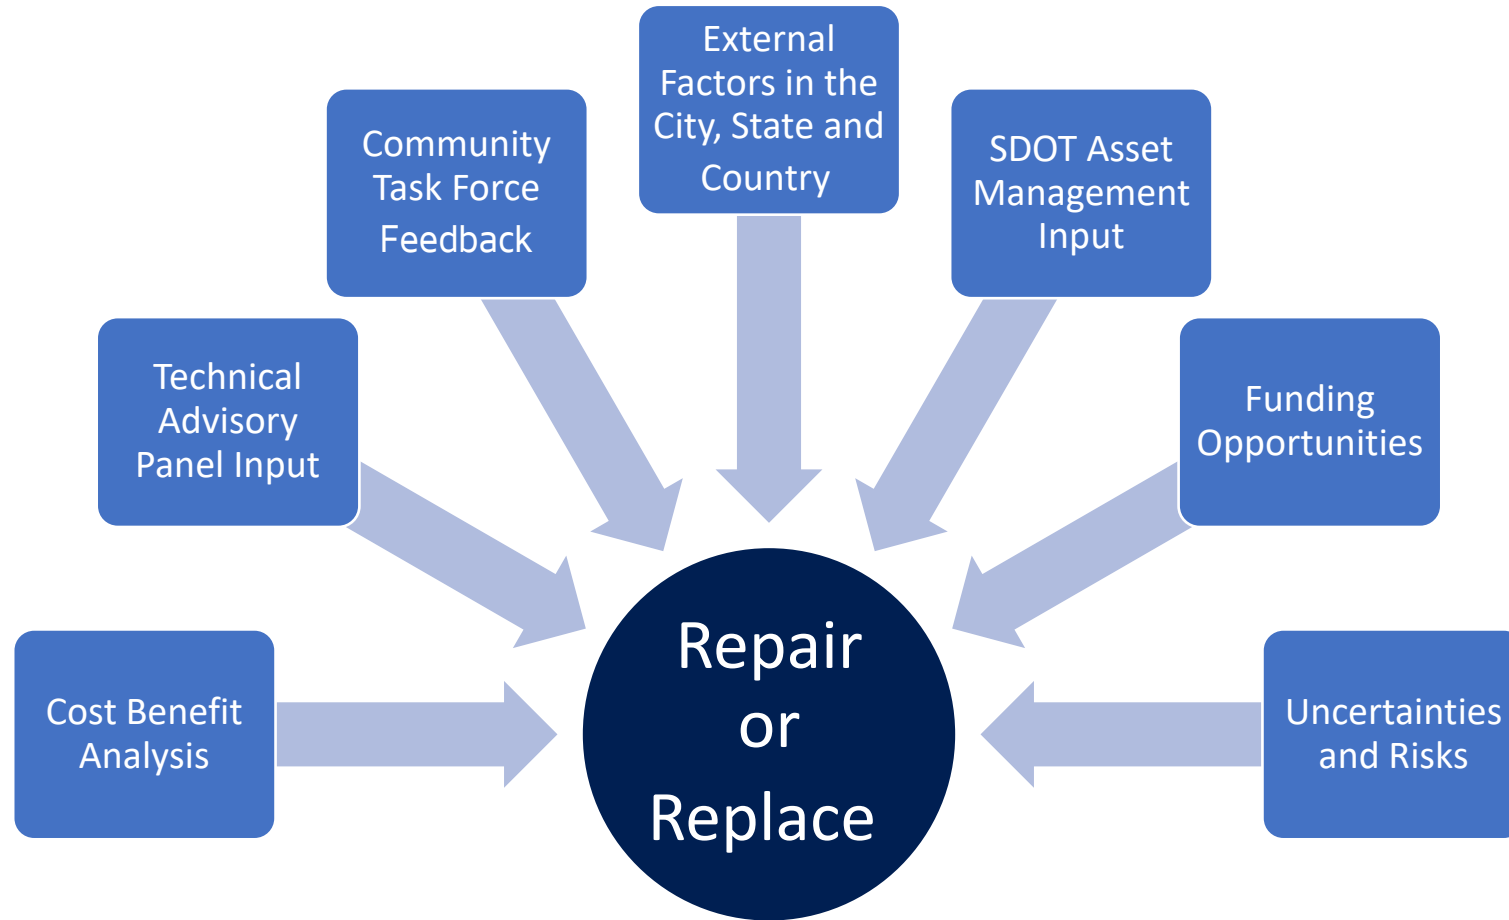 External
Factors in the
City, State and
Country
Community
Task Force
Feedback
SDOT Asset
Management
Input
Technical
Advisory
Panel Input
Funding
Opportunities
Cost Benefit
Analysis
Repair
or
Replace
Uncertainties
and Risks